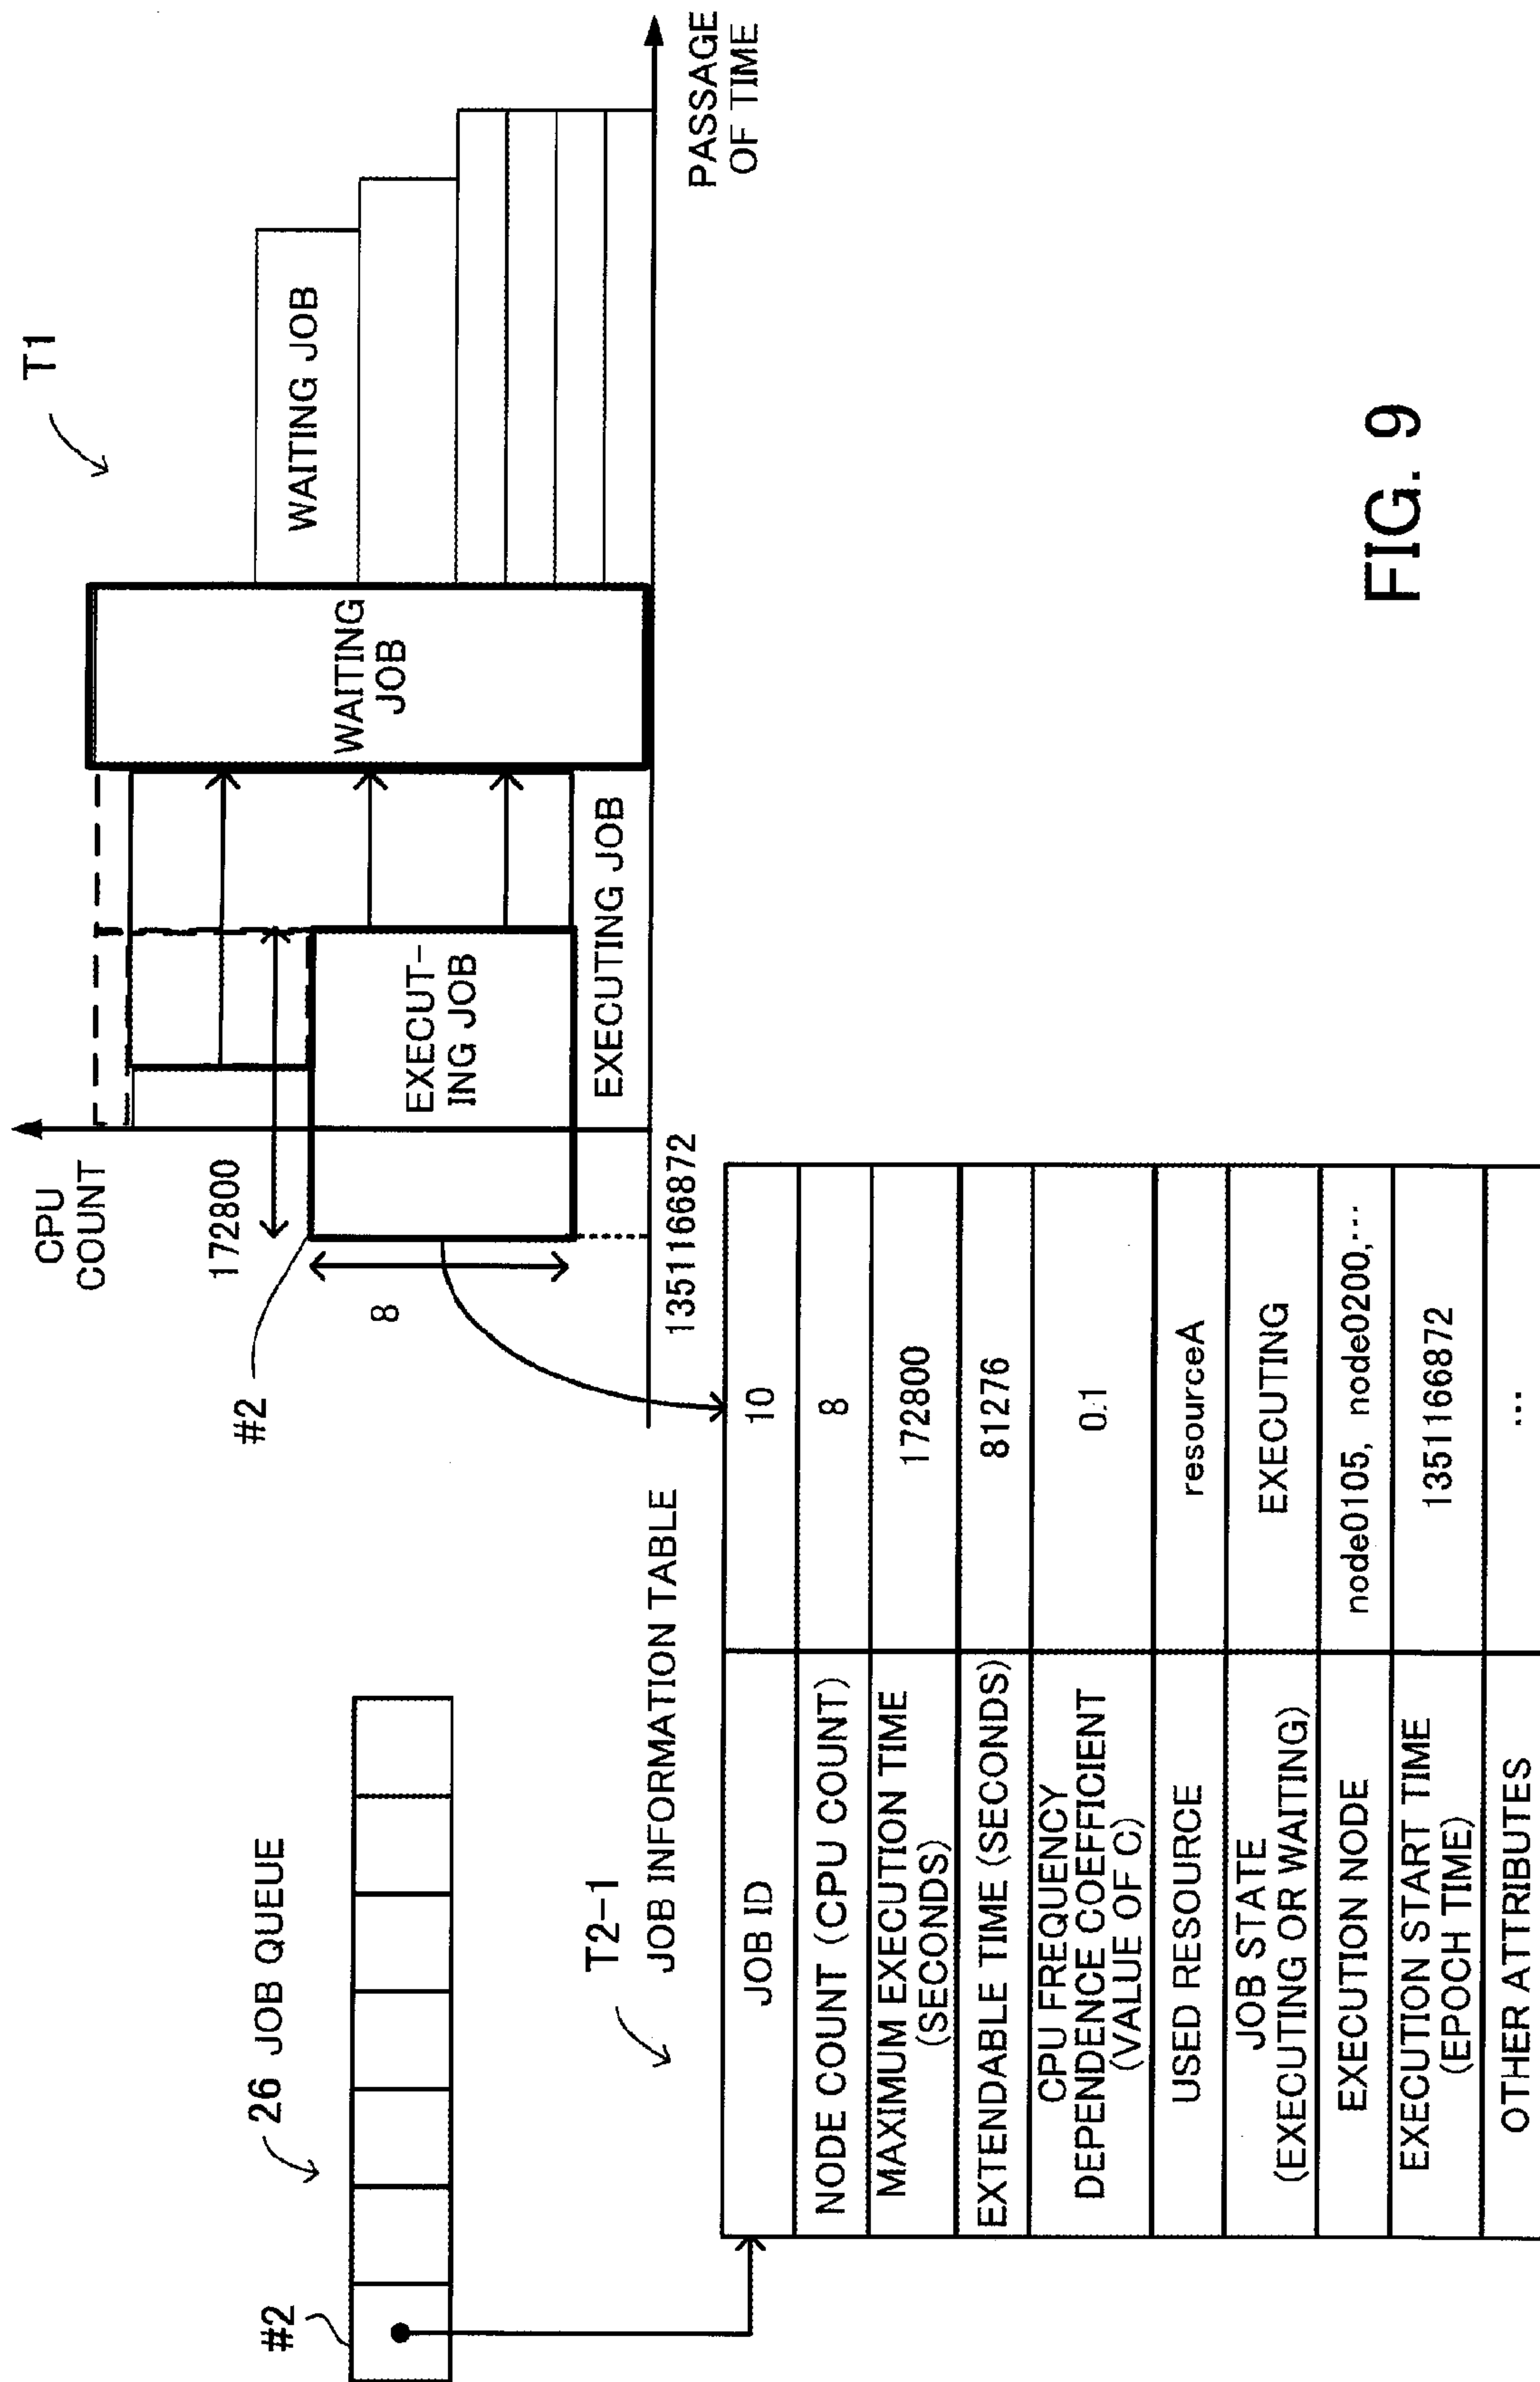 26 JOB QUEUE
#2
T1
CPU
COUNT
172800
#2
8
EXECUT-
ING JOB
EXECUTING JOB
WAITING
JOB
WAITING JOB
1351166872
PASSAGE
OF TIME
T2-1
JOB INFORMATION TABLE
JOB ID
10
NODE COUNT (CPU COUNT)
8
MAXIMUM EXECUTION TIME
(SECONDS)
172800
EXTENDABLE TIME (SECONDS)
81276
CPU FREQUENCY
DEPENDENCE COEFFICIENT
(VALUE OF C)
0.1
USED RESOURCE
resourceA
JOB STATE
(EXECUTING OR WAITING)
EXECUTING
EXECUTION NODE
node0105, node0200,...
EXECUTION START TIME
(EPOCH TIME)
1351166872
OTHER ATTRIBUTES
...
FIG. 9